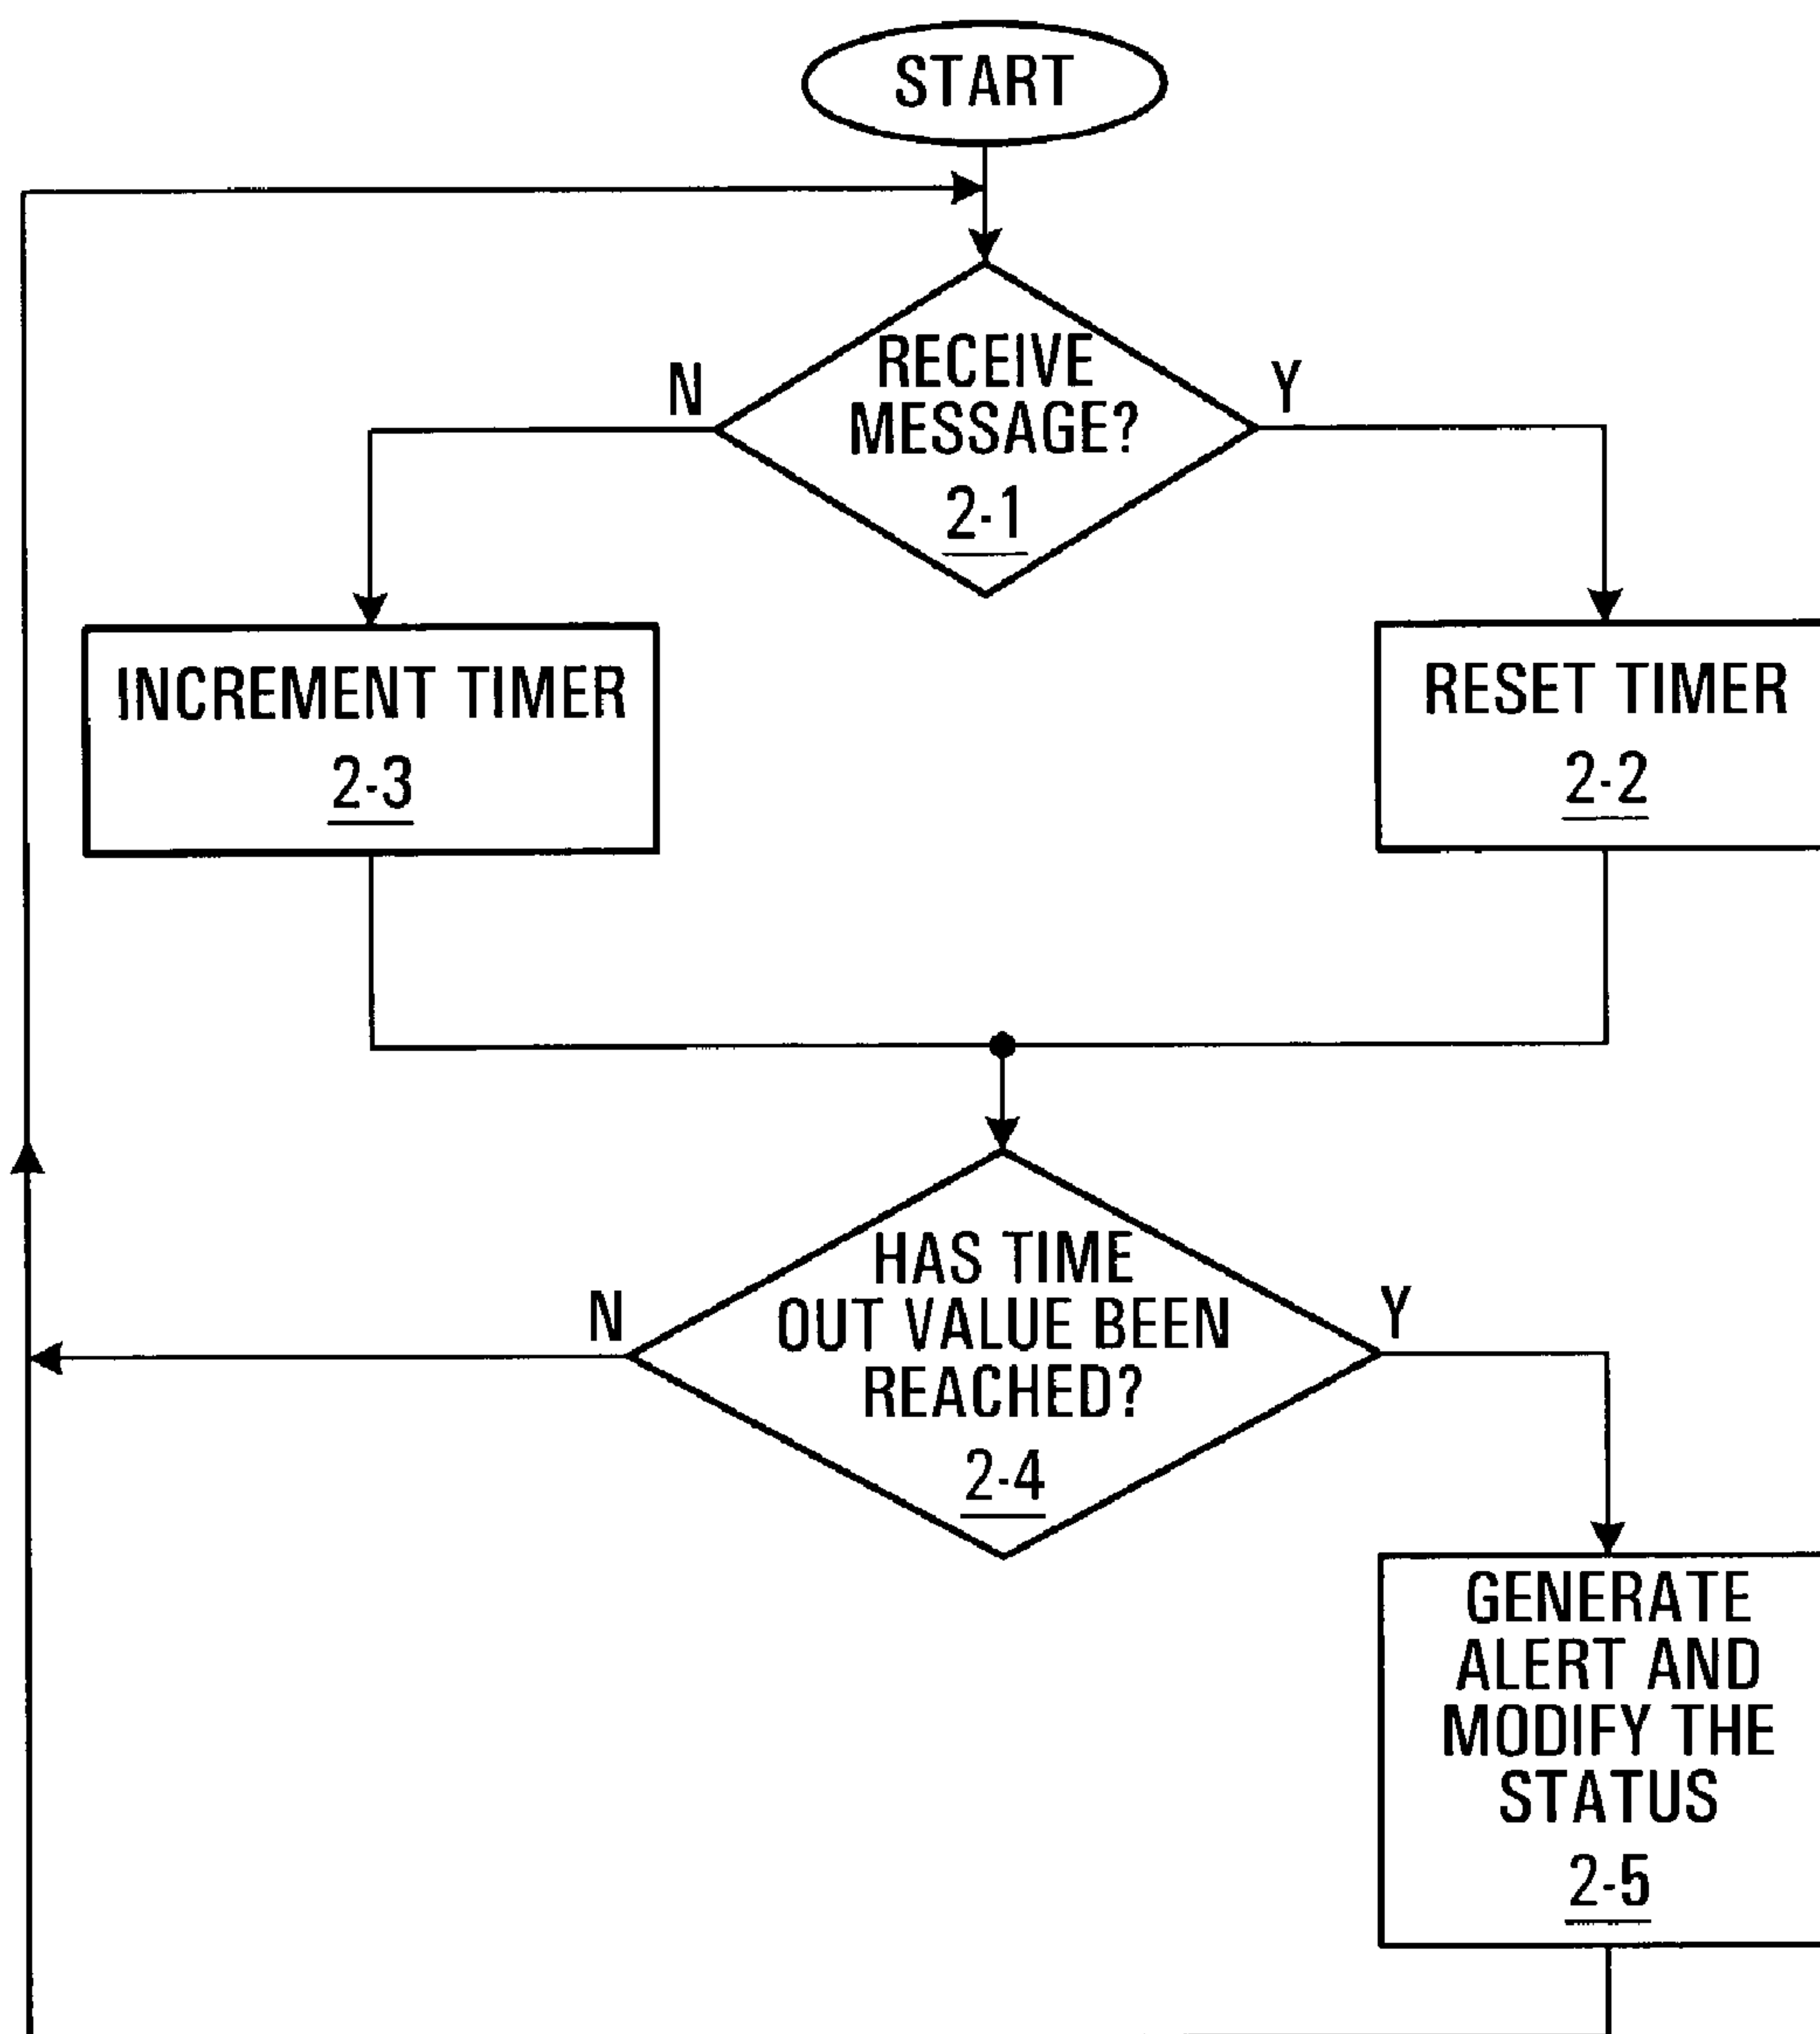 START
RECEIVE
MESSAGE?
2-1
N
Y
INCREMENT TIMER
2-3
RESET TIMER
2-2
HAS TIME
OUT VALUE BEEN
REACHED?
2-4
N
Y
GENERATE
ALERT AND
MODIFY THE
STATUS
2-5